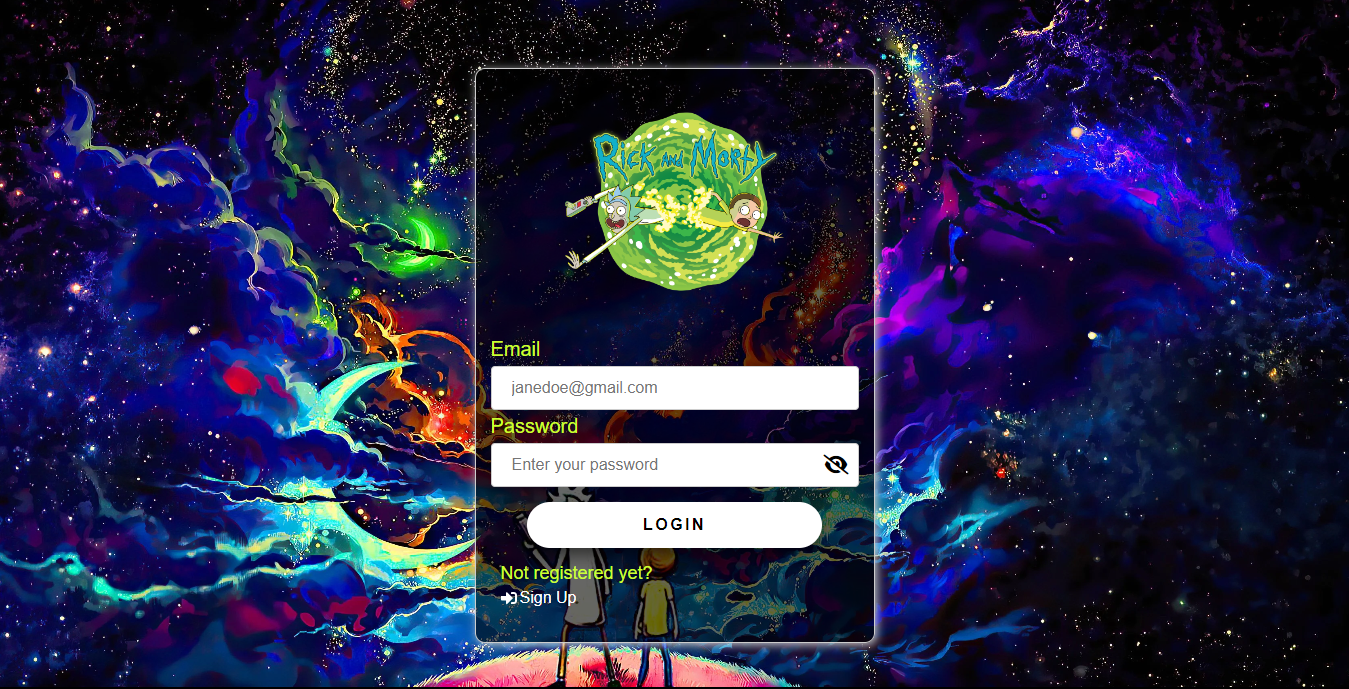 Rick and Morty
Email
janedoe@gmail.com
Password
Enter your password
LOGIN
Not registered yet?
Sign Up